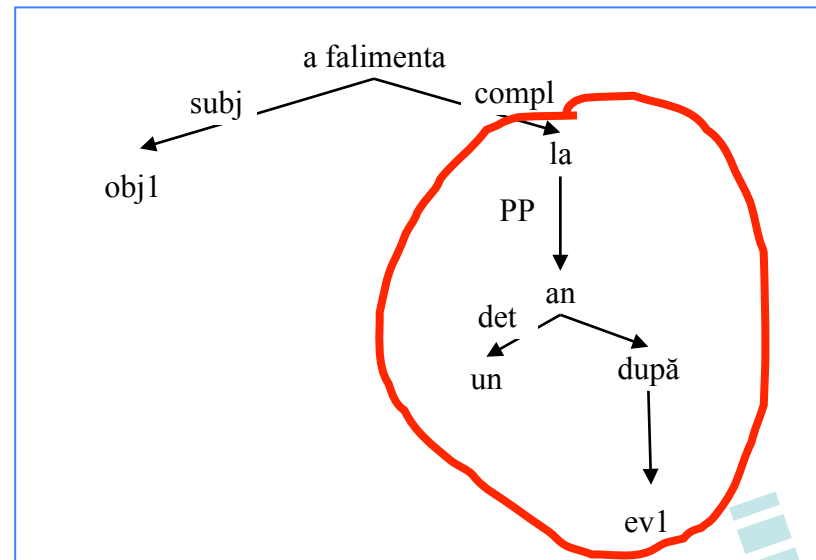 a falimenta
subj
compl
obj1
la
PP
an
det
un
după
ev1